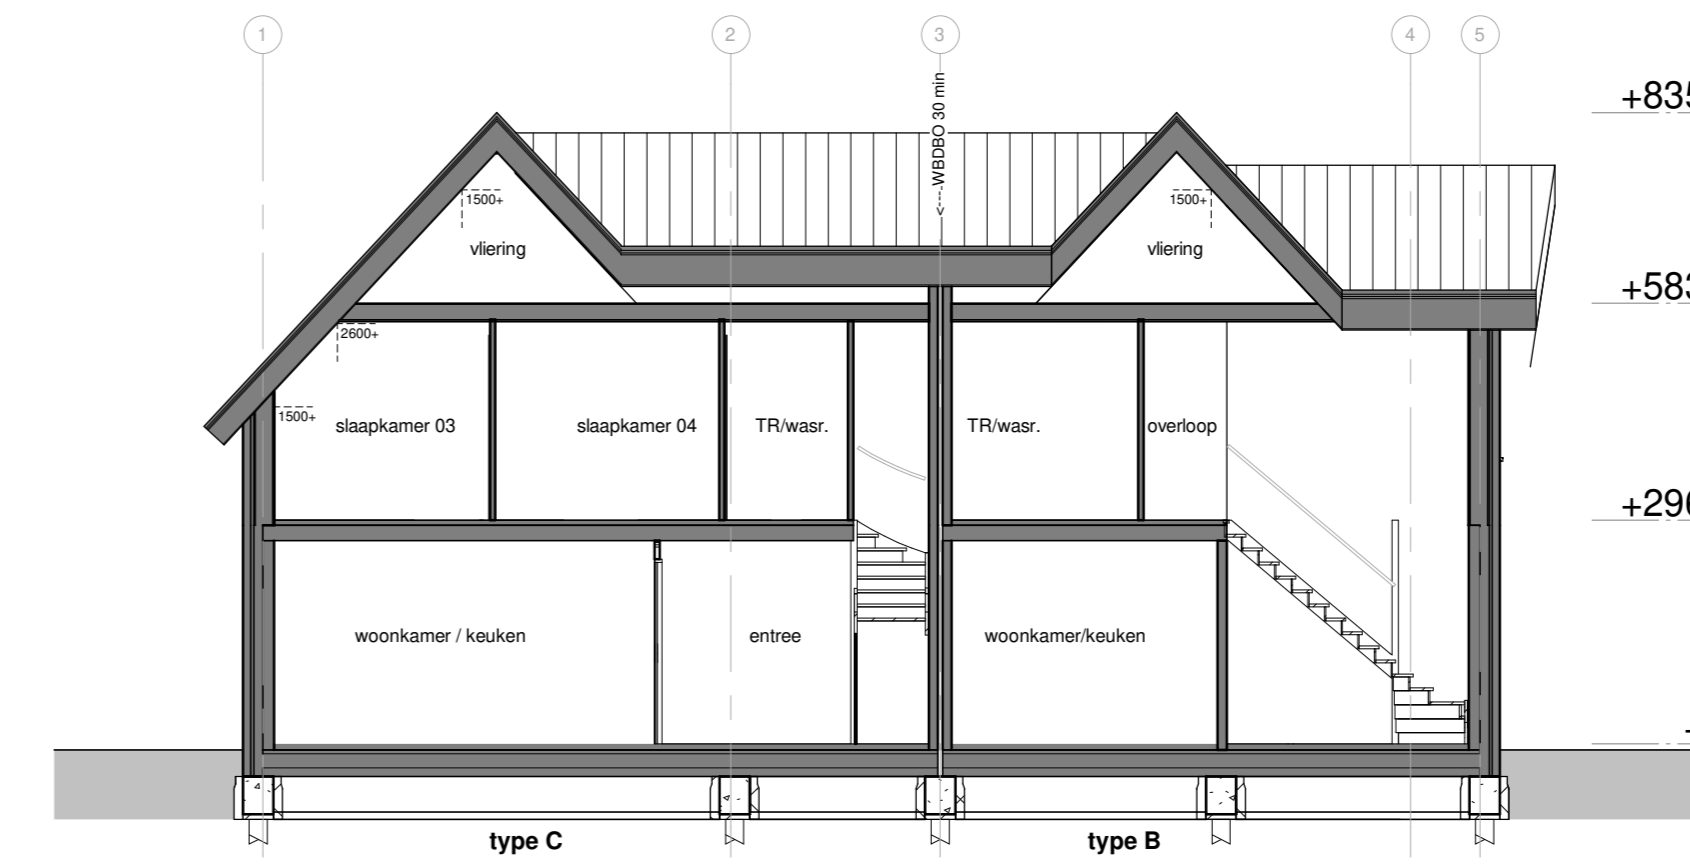 1 2 3 4 5
WBDBO 30 min
+835
1500+ 1500+
vliering vliering
+583
2600+
1500+
slaapkamer 03 slaapkamer 04 TR/wasr. TR/wasr. overloop
+296
woonkamer / keuken entree woonkamer/keuken
type C type B